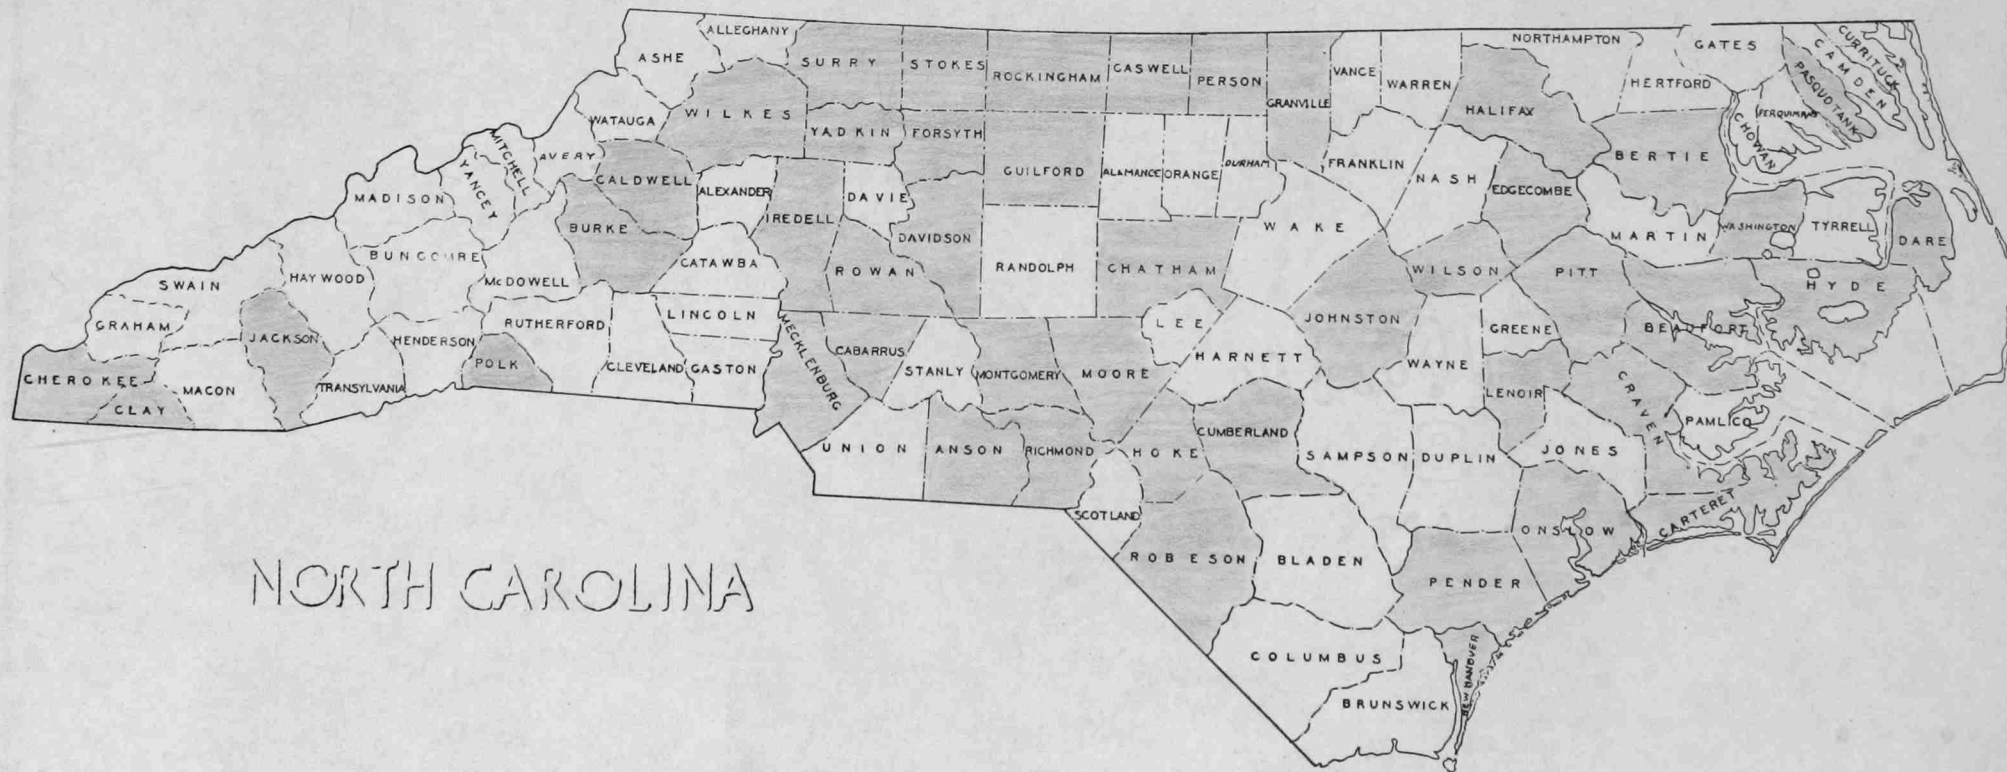 ALLEGHANY
ASHE
SURRY
STOKES
ROCKINGHAM
CASWELL
PERSON
GRANVILLE
VANCE
WARREN
NORTHAMPTON
GATES
CURRITUCK
CAMDEN
PASQUOTANK
PERQUIMANS
CHOWAN
HERTFORD
HALIFAX
WATAUGA
WILKES
YADKIN
FORSYTH
GUILFORD
ALAMANCE
ORANGE
DURHAM
FRANKLIN
NASH
EDGECOMBE
BERTIE
MITCHELL
AVERY
YANCEY
MADISON
CALDWELL
ALEXANDER
IREDELL
DAVIE
DAVIDSON
RANDOLPH
CHATHAM
WAKE
WILSON
PITT
MARTIN
WASHINGTON
TYRRELL
DARE
HYDE
SWAIN
HAYWOOD
BUNCOMBE
McDOWELL
BURKE
CATAWBA
ROWAN
GRAHAM
JACKSON
HENDERSON
RUTHERFORD
LINCOLN
POLK
CLEVELAND
GASTON
MECKLENBURG
CABARRUS
STANLY
MONTGOMERY
MOORE
LEE
HARNETT
JOHNSTON
WAYNE
GREENE
BEAUFORT
LENOIR
CRAVEN
PAMLICO
CHEROKEE
CLAY
MACON
TRANSYLVANIA
UNION
ANSON
RICHMOND
HOKE
CUMBERLAND
SAMPSON
DUPLIN
JONES
SCOTLAND
ROBESON
BLADEN
PENDER
ONSLOW
CARTERET
COLUMBUS
BRUNSWICK
NEW HANOVER
NORTH CAROLINA